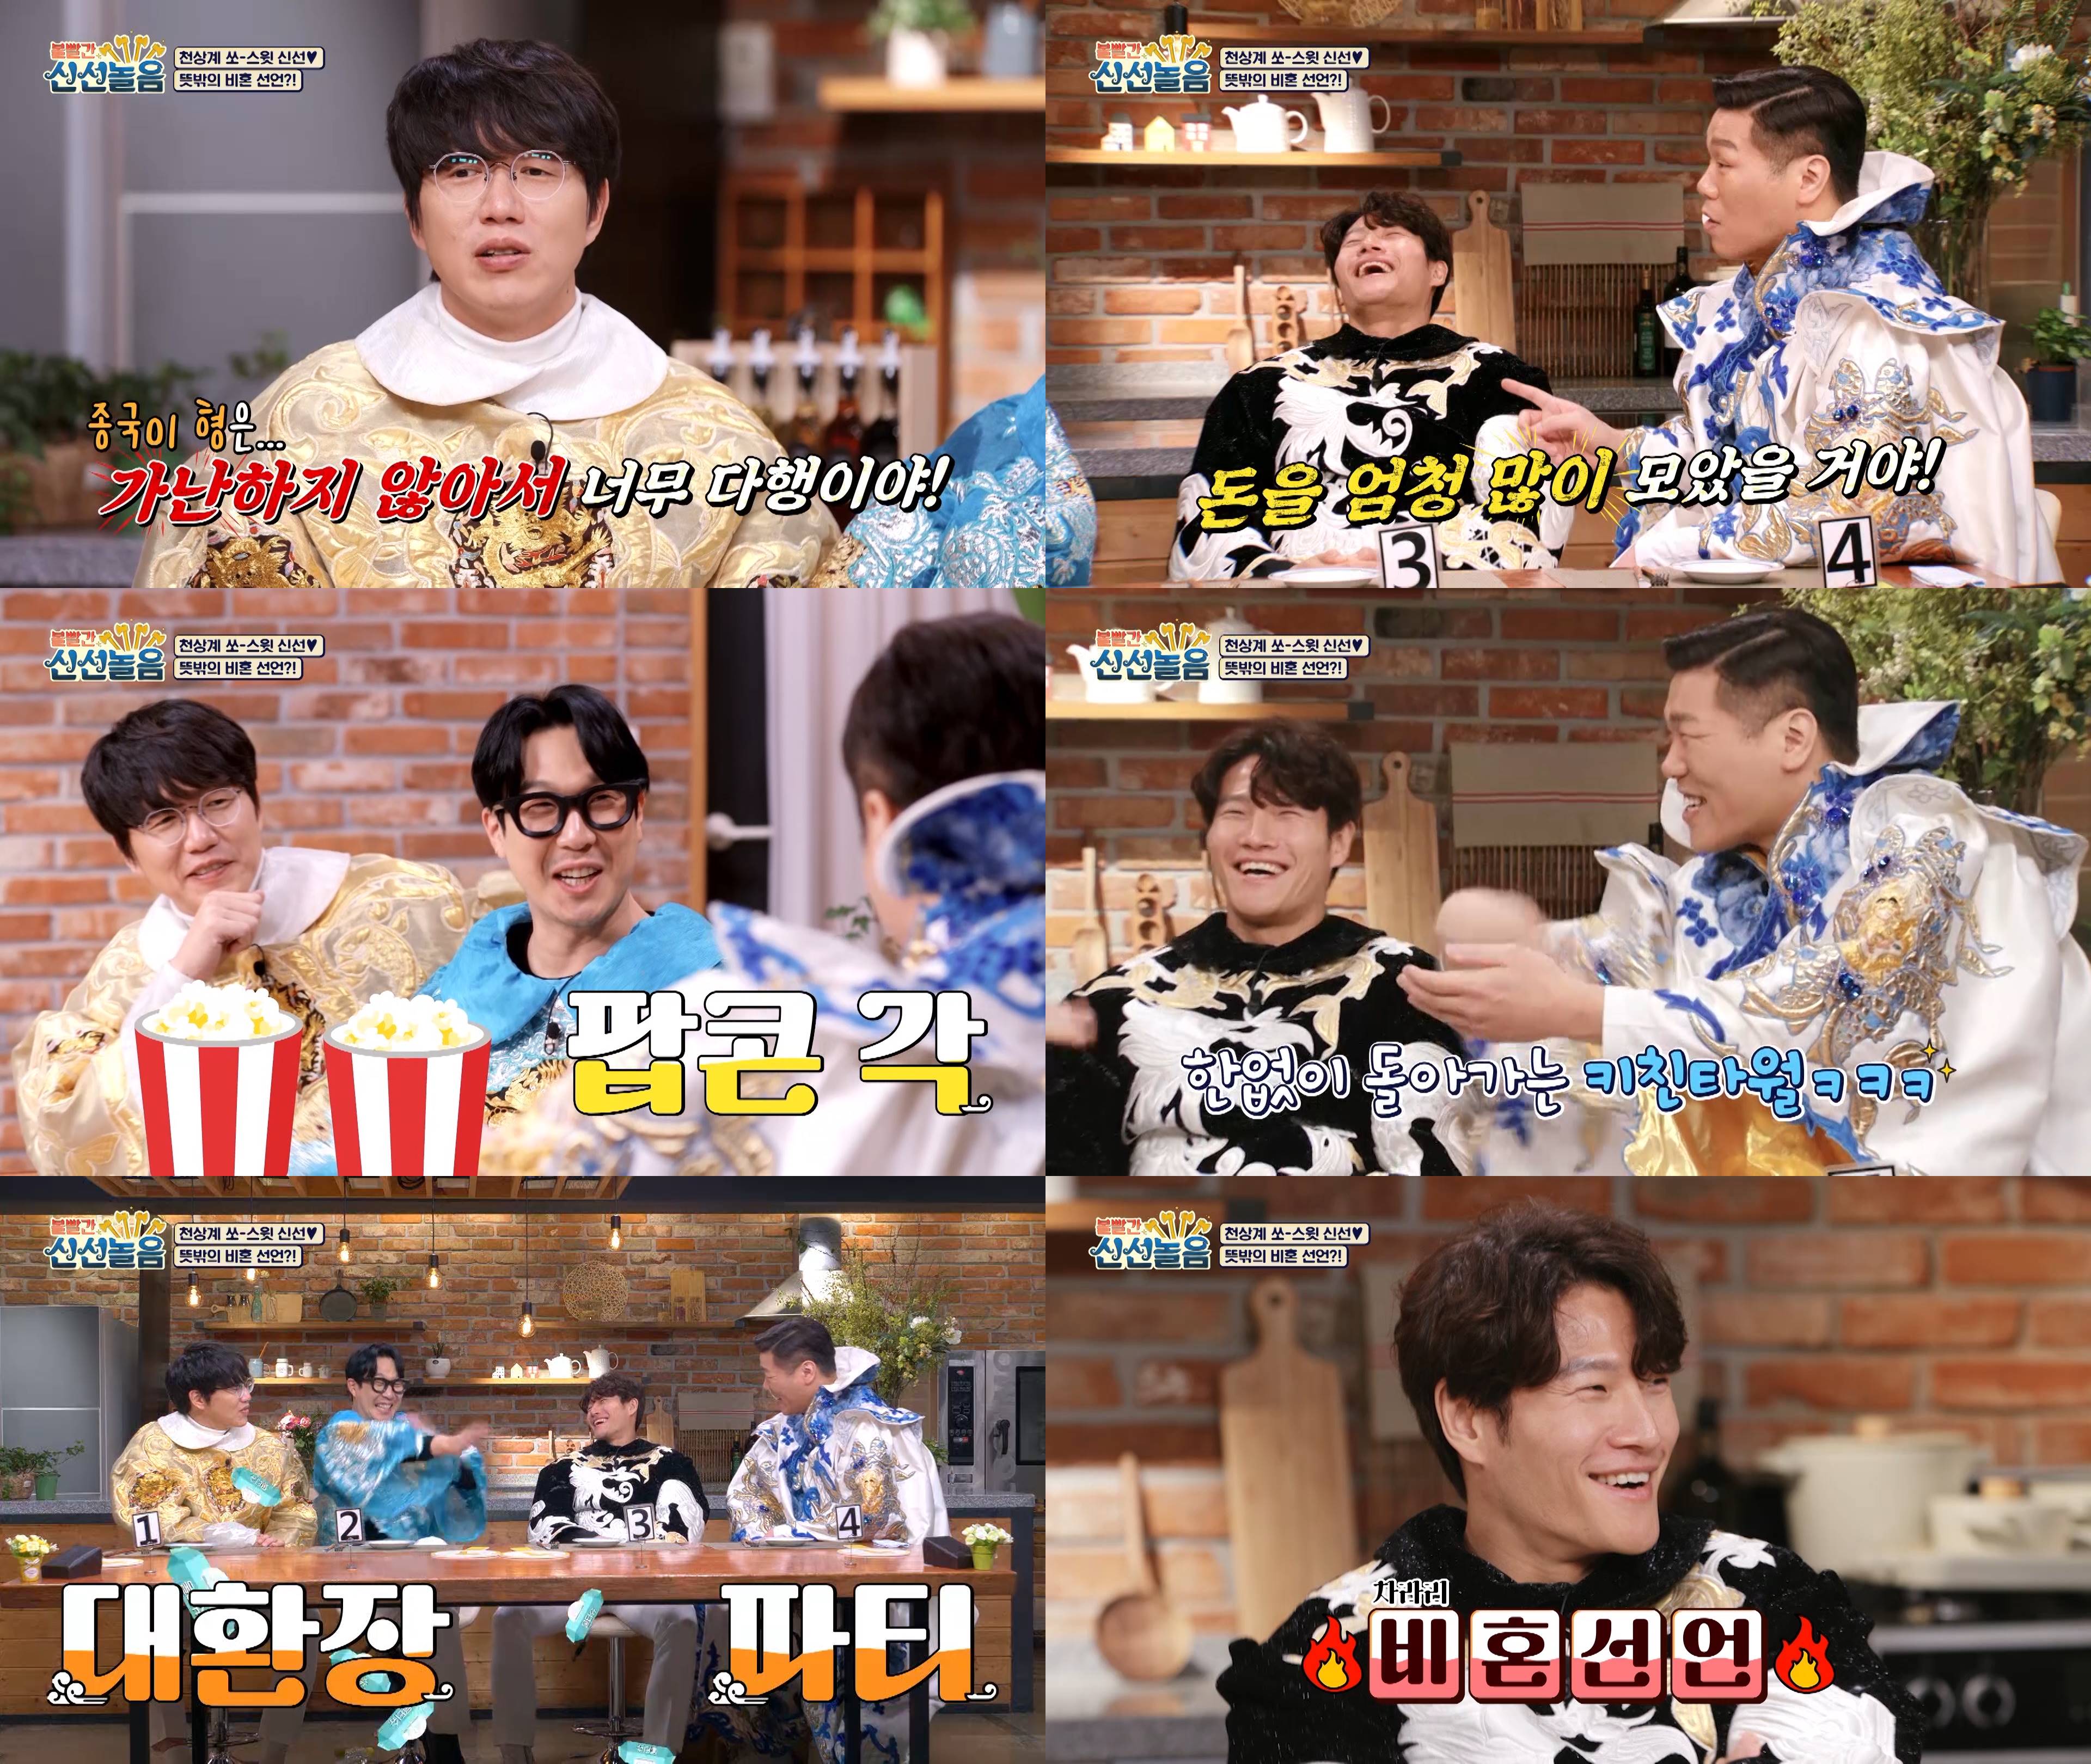 볼빨간
신선놀음
천상계 쏘-스윗 신선♥
뜻밖의 비혼 선언?!
종국이 형은...
가난하지 않아서 너무 다행이야!
볼빨간
신선놀음
천상계 쏘-스윗 신선♥
뜻밖의 비혼 선언?!
돈을 엄청 많이 모았을 거야!
3
4
볼빨간
신선놀음
천상계 쏘-스윗 신선♥
뜻밖의 비혼 선언?!
팝콘 각
볼빨간
신선놀음
천상계 쏘-스윗 신선♥
뜻밖의 비혼 선언?!
한없이 돌아가는 키친타월ㅋㅋㅋ
볼빨간
신선놀음
천상계 쏘-스윗 신선♥
뜻밖의 비혼 선언?!
1
2
3
4
대환장 파티
볼빨간
신선놀음
천상계 쏘-스윗 신선♥
뜻밖의 비혼 선언?!
차라리
비혼선언